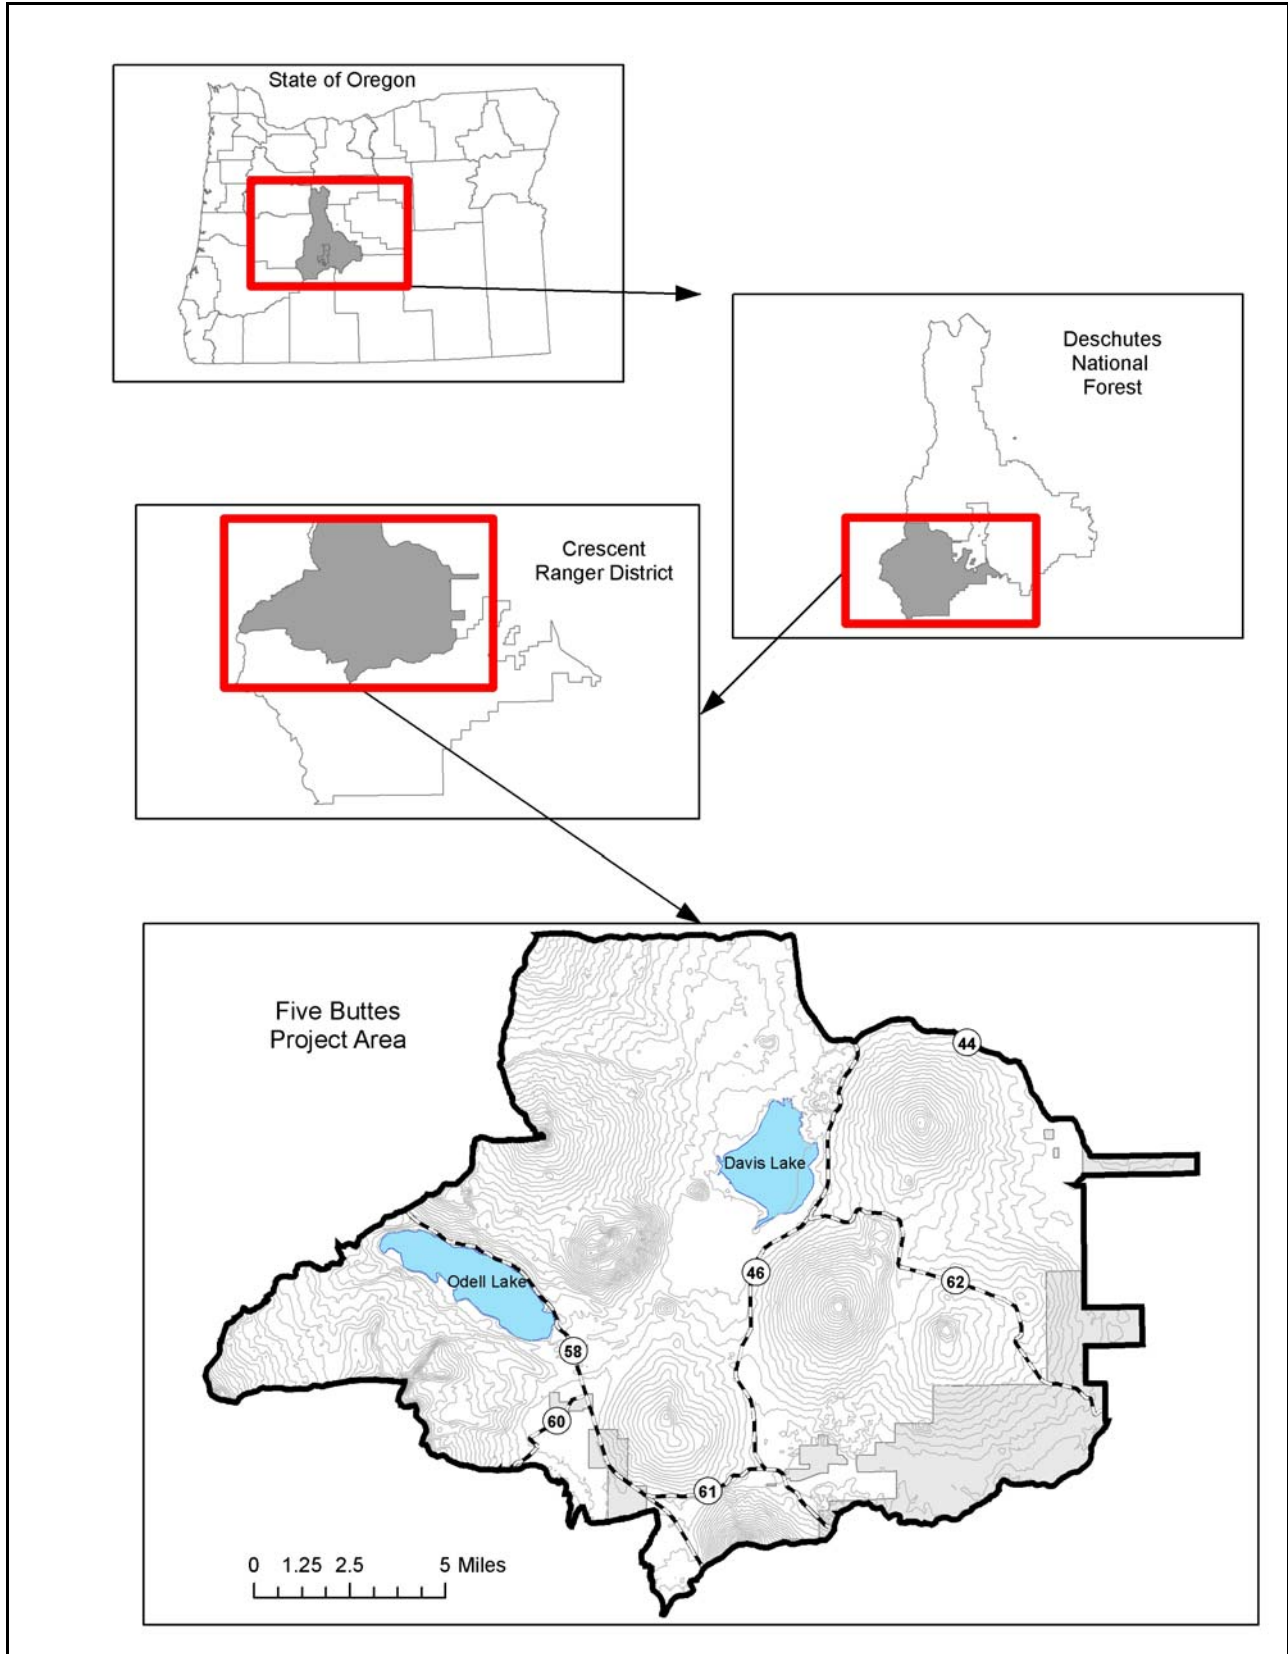 State of Oregon
Deschutes
National
Forest
Crescent
Ranger District
Five Buttes
Project Area
44
Davis Lake
46
62
Odell Lake
58
60
61
0 1.25 2.5 5 Miles